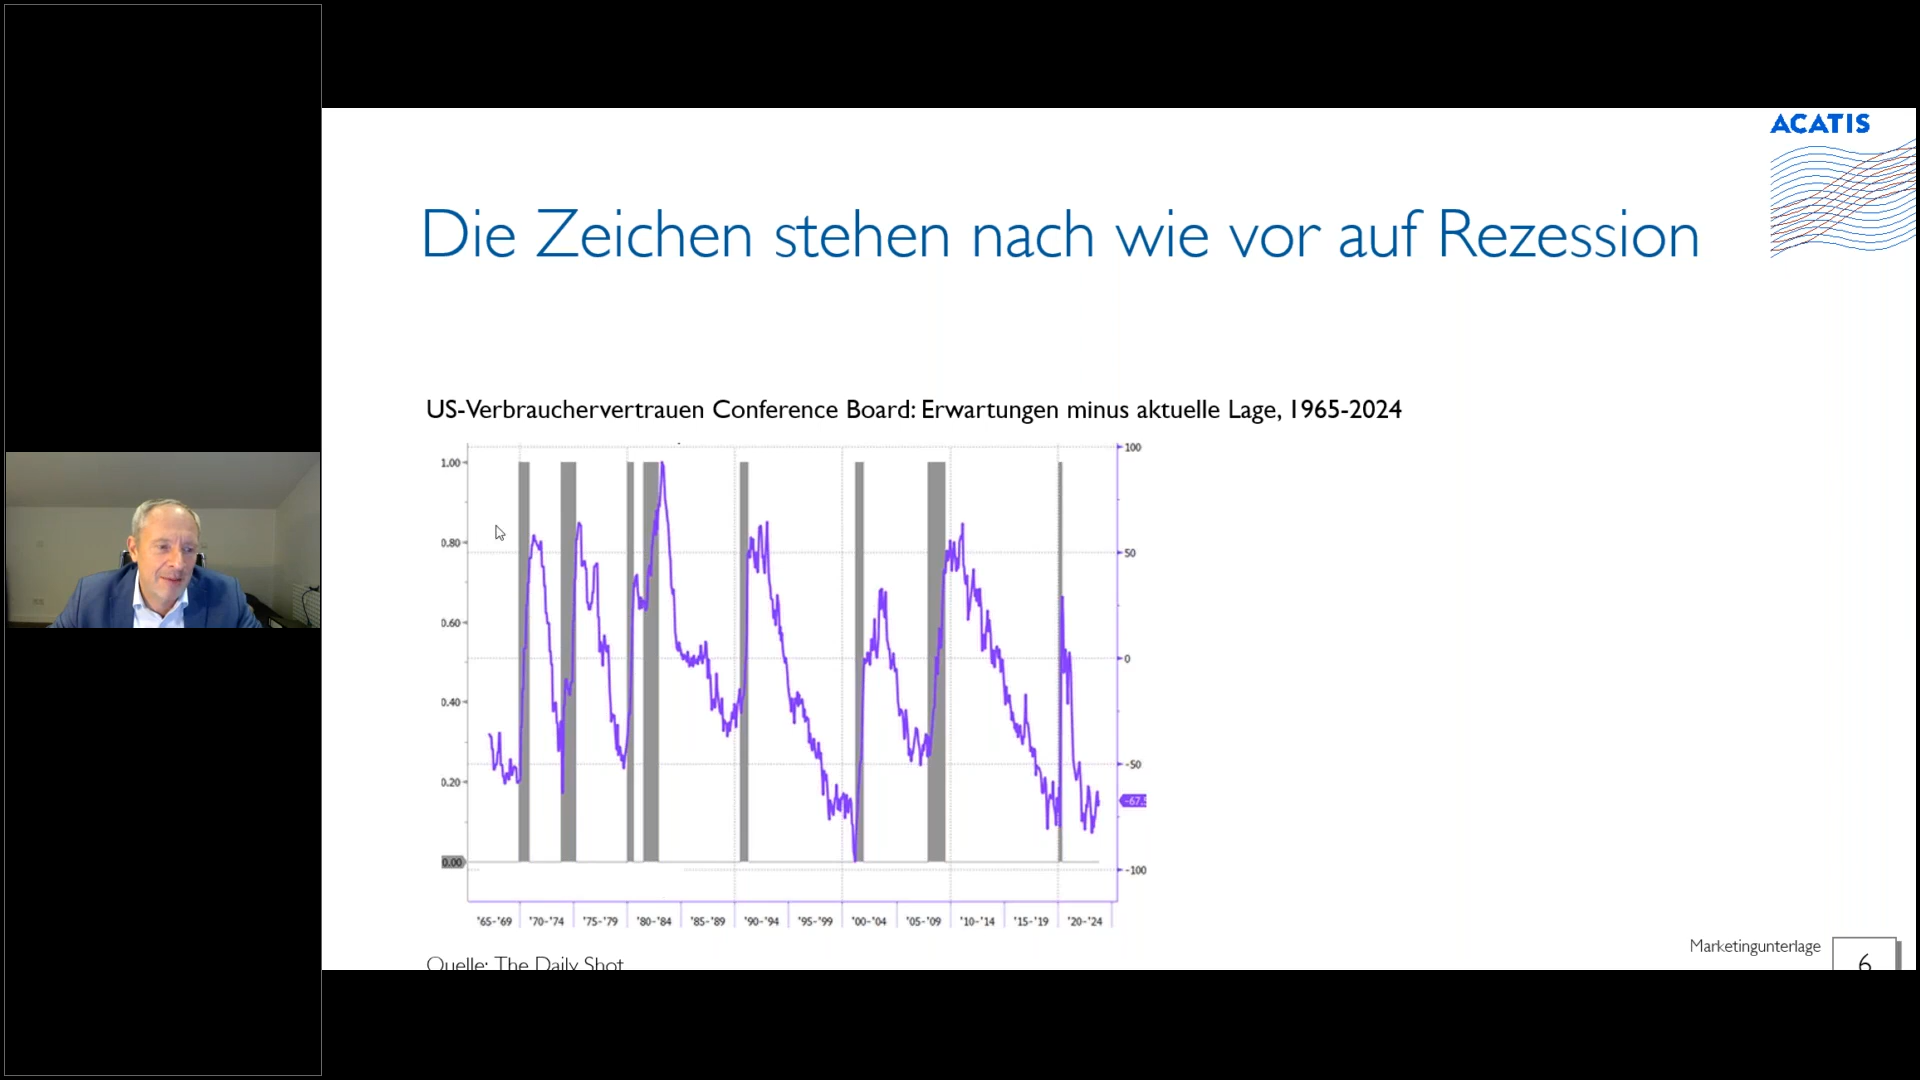 ACATIS
Die Zeichen stehen nach wie vor auf Rezession
US-Verbrauchervertrauen Conference Board: Erwartungen minus aktuelle Lage, 1965-2024
1.00
0.80
0.60
0.40
0.20
0.00
100
50
0
-50
-67.5
-100
'65-'69 '70-'74 '75-'79 '80-'84 '85-'89 '90-'94 '95-'99 '00-'04 '05-'09 '10-'14 '15-'19 '20-'24
Quelle: The Daily Shot
Marketingunterlage
6